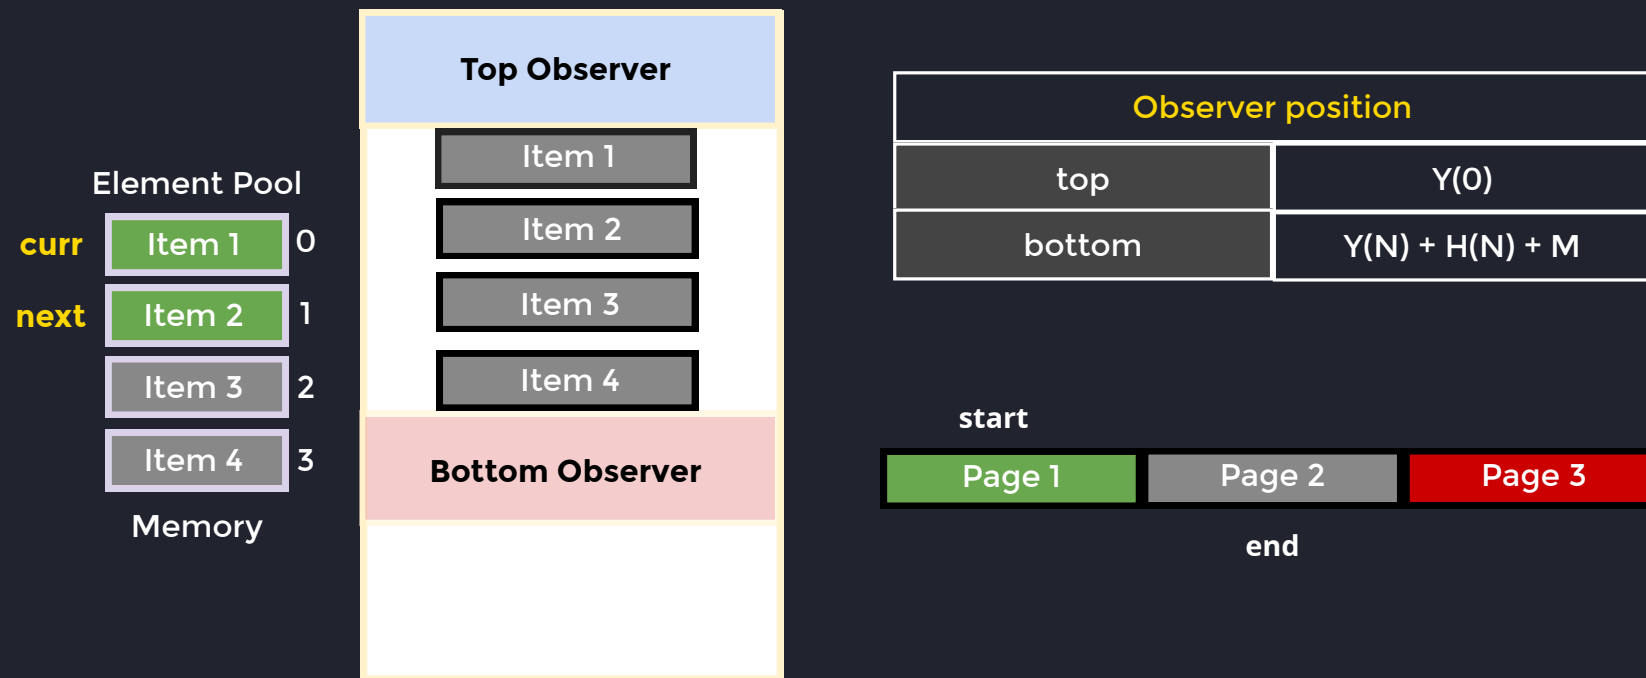 Element Pool
curr Item 1 0
next Item 2 1
Item 3 2
Item 4 3
Memory
Top Observer
Item 1
Item 2
Item 3
Item 4
Bottom Observer
Observer position
top Y(0)
bottom Y(N) + H(N) + M
start
Page 1 Page 2 Page 3
end